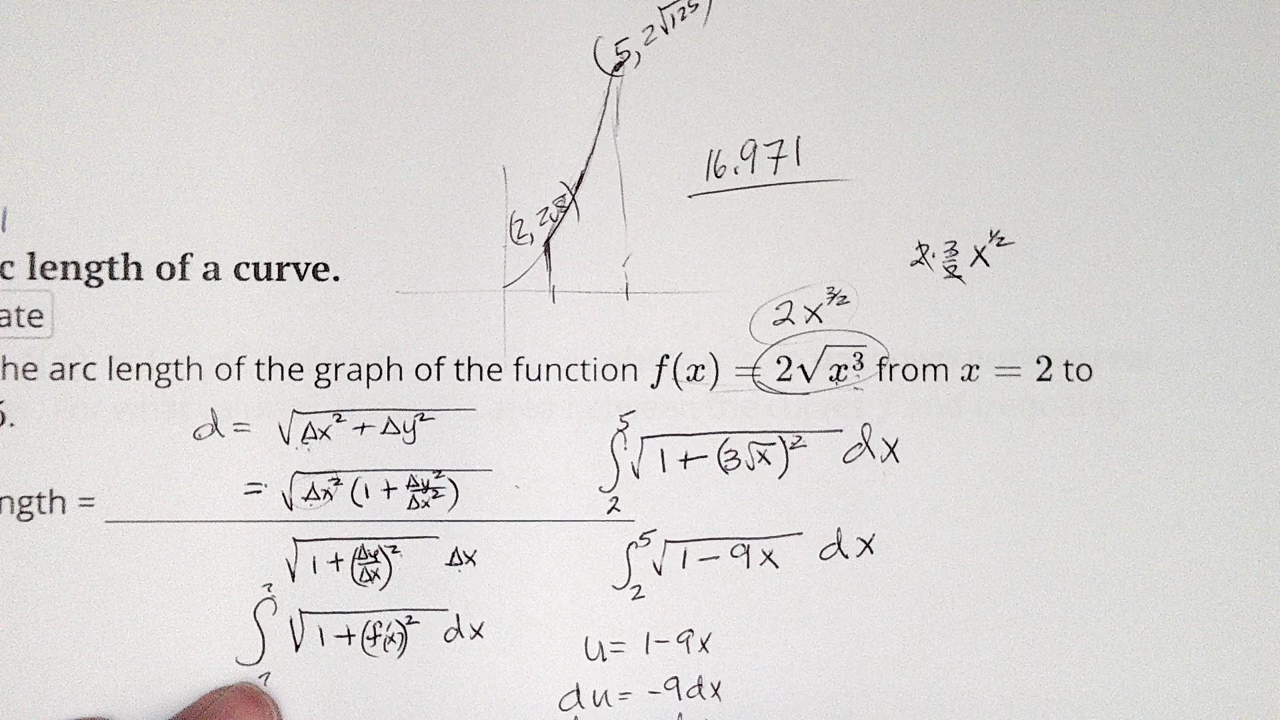 (5, 2√125)
16.971
(2, 2√8)
2·3/2 x^1/2
c length of a curve.
ate
2x^3/2
he arc length of the graph of the function f(x) = 2√x³ from x = 2 to
5.
d = √Δx² + Δy²
∫₂⁵ √1 + (3√x)² dx
= √Δx² (1 + Δy²/Δx²)
ngth =
√1 + (Δy/Δx)² Δx
∫₂⁵ √1 - 9x dx
∫ √1 + (f'(x))² dx
u = 1 - 9x
du = -9dx